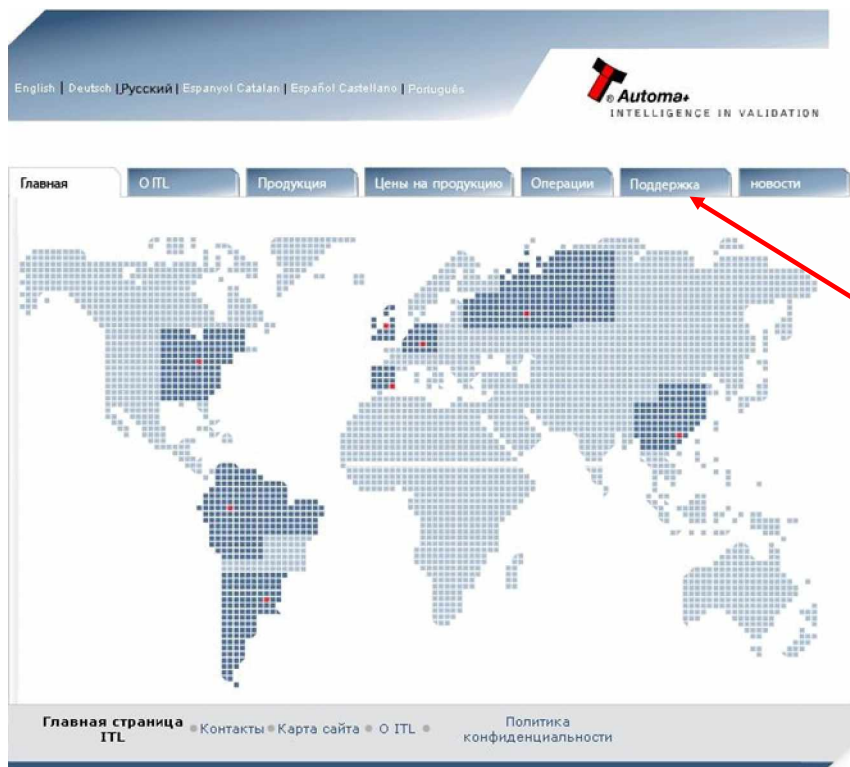 English | Deutsch |Русский| Espanyol Catalan | Español Castellano | Português
® Automa+
INTELLIGENCE IN VALIDATION
Главная О ITL Продукция Цены на продукцию Операции Поддержка новости
Главная страница ITL
Контакты Карта сайта О ITL
Политика конфиденциальности